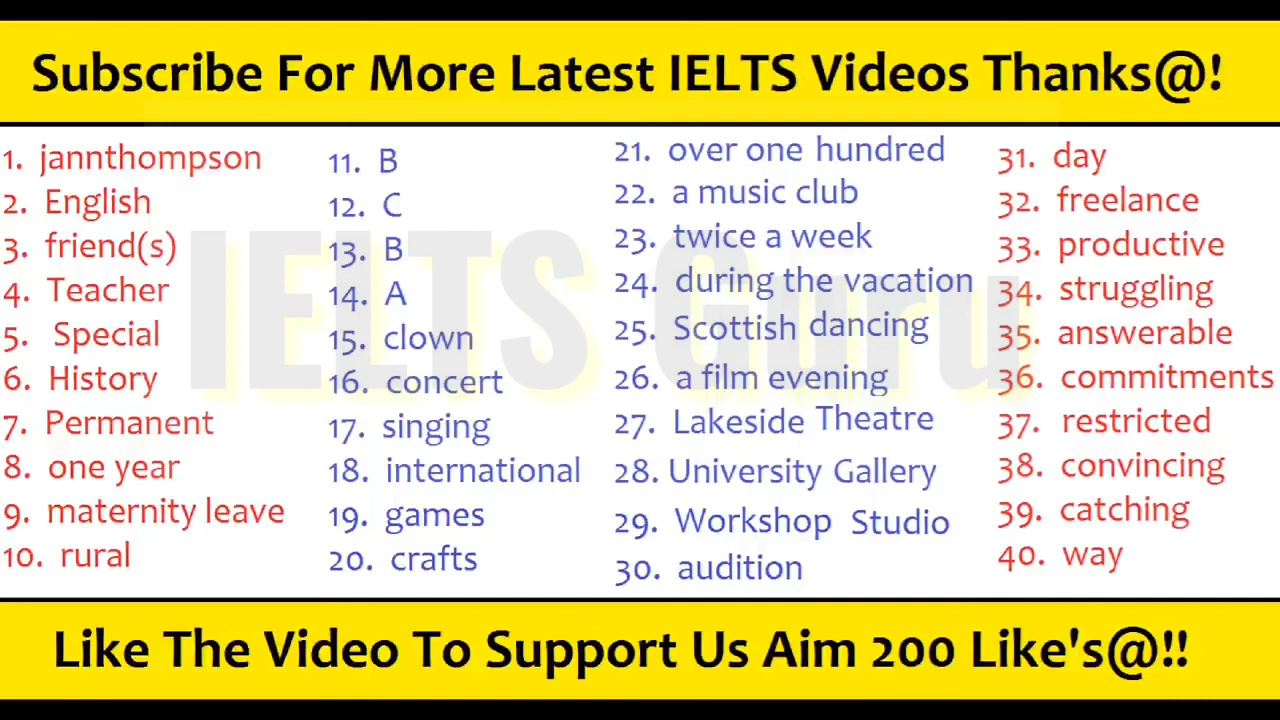 Subscribe For More Latest IELTS Videos Thanks@!
1. jannthompson
2. English
3. friend(s)
4. Teacher
5. Special
6. History
7. Permanent
8. one year
9. maternity leave
10. rural
11. B
12. C
13. B
14. A
15. clown
16. concert
17. singing
18. international
19. games
20. crafts
21. over one hundred
22. a music club
23. twice a week
24. during the vacation
25. Scottish dancing
26. a film evening
27. Lakeside Theatre
28. University Gallery
29. Workshop Studio
30. audition
31. day
32. freelance
33. productive
34. struggling
35. answerable
36. commitments
37. restricted
38. convincing
39. catching
40. way
IELTS Guru
Like The Video To Support Us Aim 200 Like's@!!